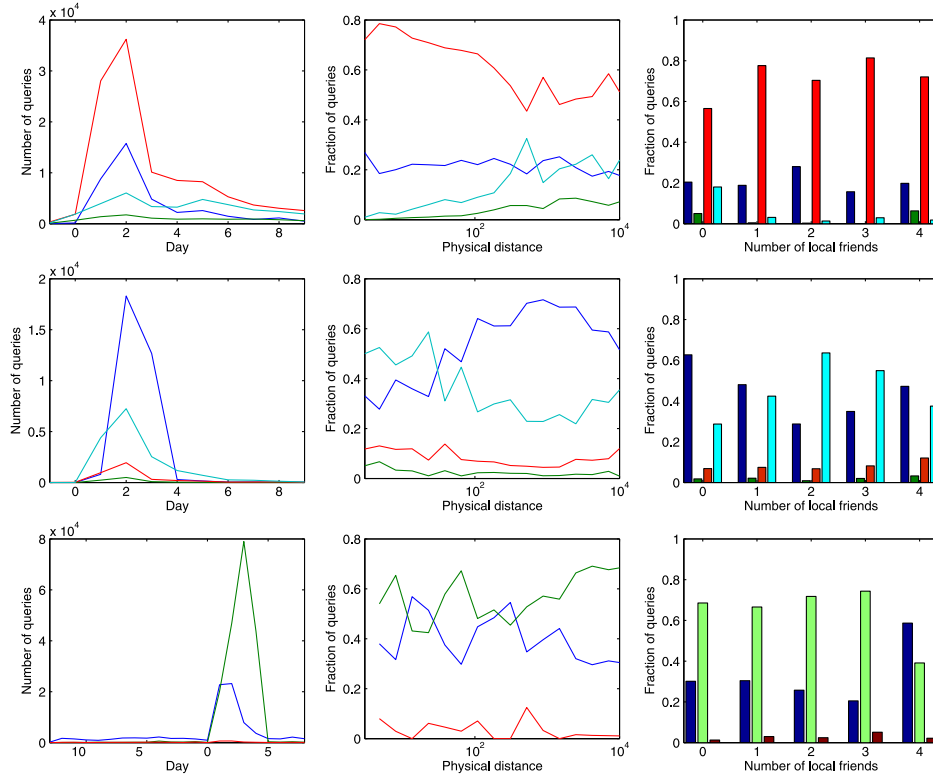 x 10^4
4
3
2
1
0
0 2 4 6 8
Number of queries
Day
0.8
0.6
0.4
0.2
0
10^2 10^4
Fraction of queries
Physical distance
1
0.8
0.6
0.4
0.2
0
0 1 2 3 4
Fraction of queries
Number of local friends
x 10^4
2
1.5
1
0.5
0
0 2 4 6 8
Number of queries
Day
0.8
0.6
0.4
0.2
0
10^2 10^4
Fraction of queries
Physical distance
1
0.8
0.6
0.4
0.2
0
0 1 2 3 4
Fraction of queries
Number of local friends
x 10^4
8
6
4
2
0
10 5 0 5
Number of queries
Day
0.8
0.6
0.4
0.2
0
10^2 10^4
Fraction of queries
Physical distance
1
0.8
0.6
0.4
0.2
0
0 1 2 3 4
Fraction of queries
Number of local friends